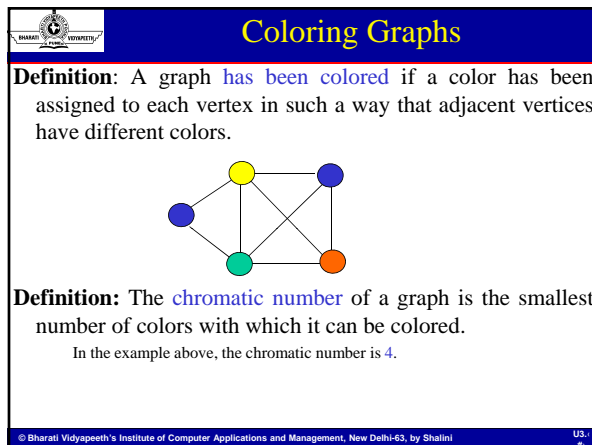 BHARATI
VIDYAPEETH
PUNE
Coloring Graphs
Definition: A graph has been colored if a color has been
assigned to each vertex in such a way that adjacent vertices
have different colors.
Definition: The chromatic number of a graph is the smallest
number of colors with which it can be colored.
In the example above, the chromatic number is 4.
© Bharati Vidyapeeth's Institute of Computer Applications and Management, New Delhi-63, by Shalini
U3.